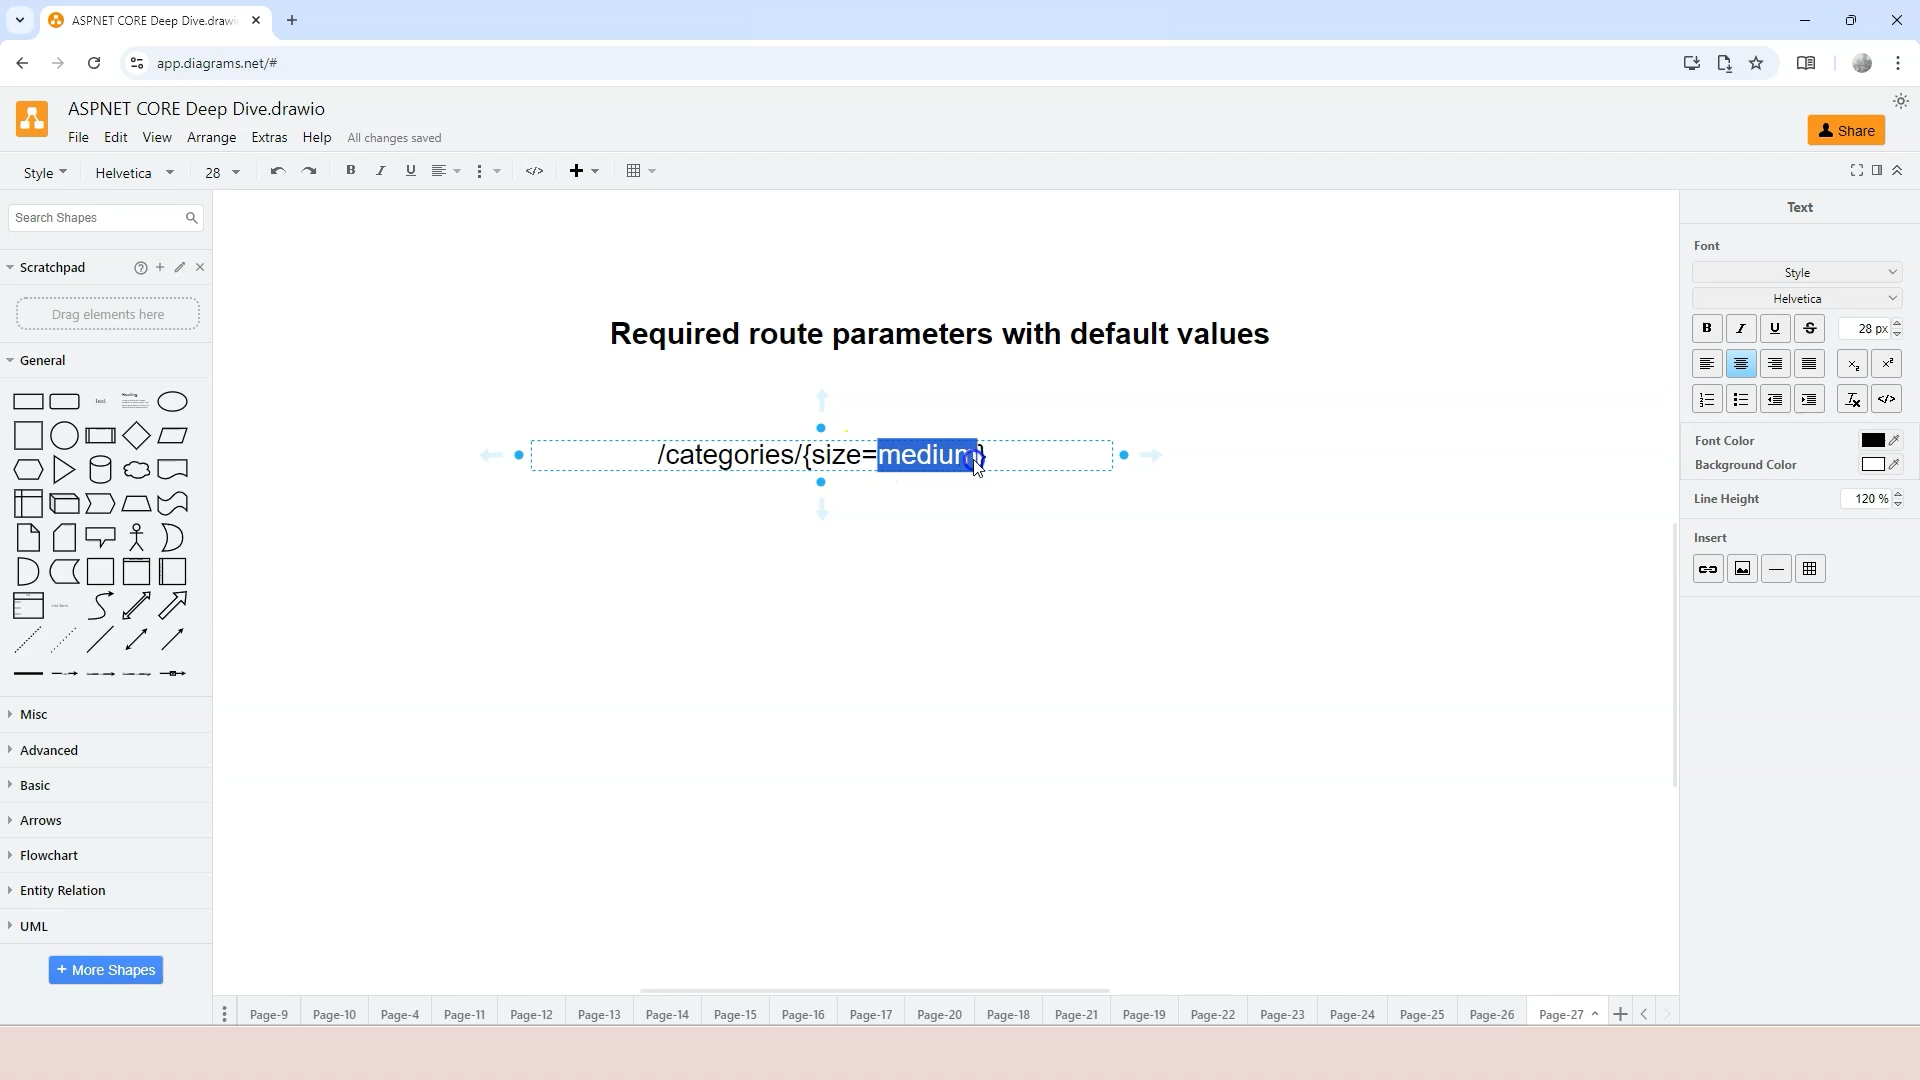 ASPNET CORE Deep Dive.drawi
app.diagrams.net/#
ASPNET CORE Deep Dive.drawio
File Edit View Arrange Extras Help All changes saved
Share
Style Helvetica 28 B I U
Search Shapes
Scratchpad
Drag elements here
General
Text
Heading
List Item
Misc
Advanced
Basic
Arrows
Flowchart
Entity Relation
UML
+ More Shapes
Required route parameters with default values
/categories/{size=medium}
Page-9 Page-10 Page-4 Page-11 Page-12 Page-13 Page-14 Page-15 Page-16 Page-17 Page-20 Page-18 Page-21 Page-19 Page-22 Page-23 Page-24 Page-25 Page-26 Page-27
Text
Font
Style
Helvetica
B I U S 28 px
Font Color
Background Color
Line Height 120 %
Insert